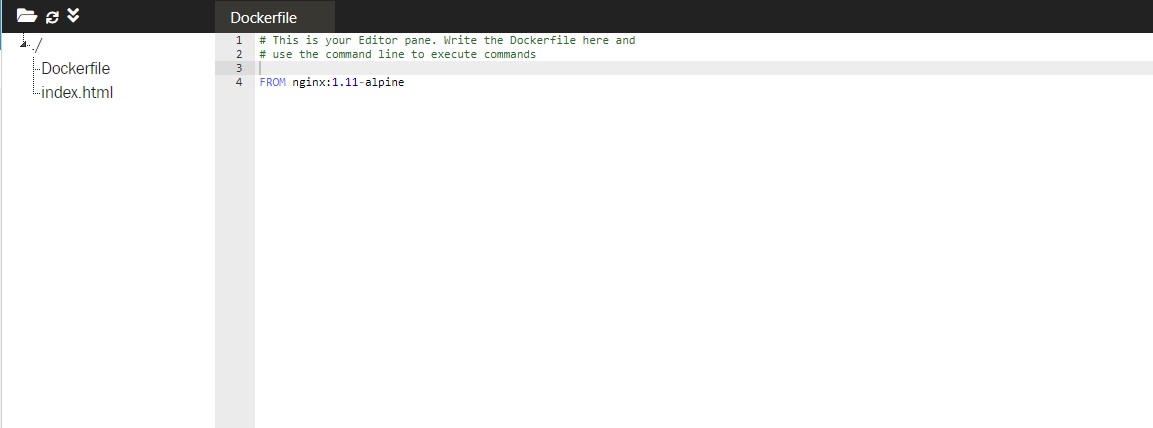 Dockerfile
./
Dockerfile
index.html
1 # This is your Editor pane. Write the Dockerfile here and
2 # use the command line to execute commands
3
4 FROM nginx:1.11-alpine